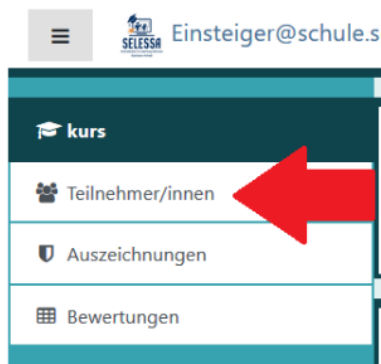 SELESSA
Einsteiger@schule.s
kurs
Teilnehmer/innen
Auszeichnungen
Bewertungen